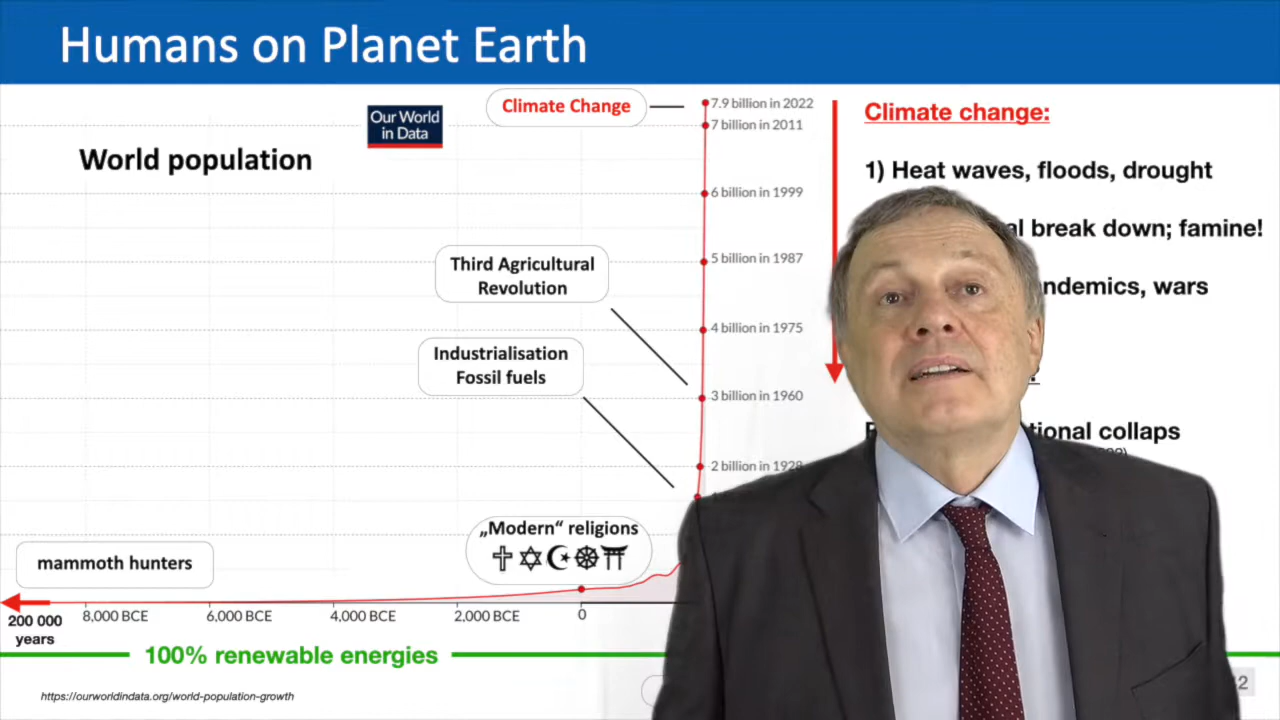 Humans on Planet Earth
Our World
in Data
World population
Climate Change
7.9 billion in 2022
7 billion in 2011
6 billion in 1999
5 billion in 1987
4 billion in 1975
3 billion in 1960
2 billion in 1928
Third Agricultural
Revolution
Industrialisation
Fossil fuels
„Modern“ religions
mammoth hunters
200 000
years
8,000 BCE
6,000 BCE
4,000 BCE
2,000 BCE
0
100% renewable energies
https://ourworldindata.org/world-population-growth
Climate change:
1) Heat waves, floods, drought
break down; famine!
wars
collaps